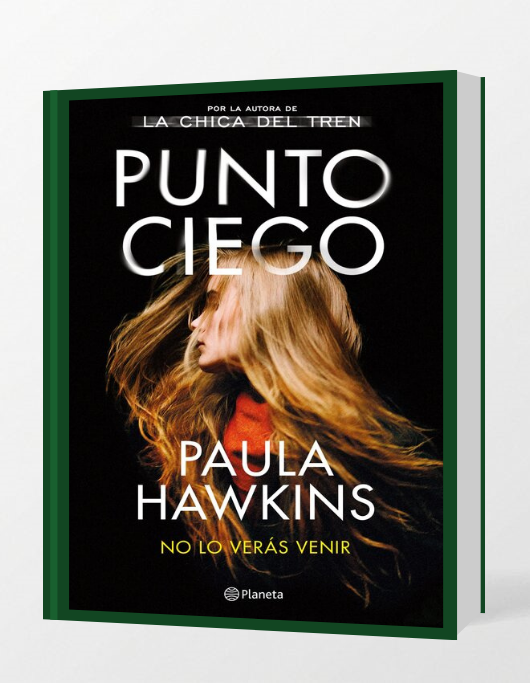 POR LA AUTORA DE
LA CHICA DEL TREN
PUNTO
CIEGO
PAULA
HAWKINS
NO LO VERÁS VENIR
Planeta